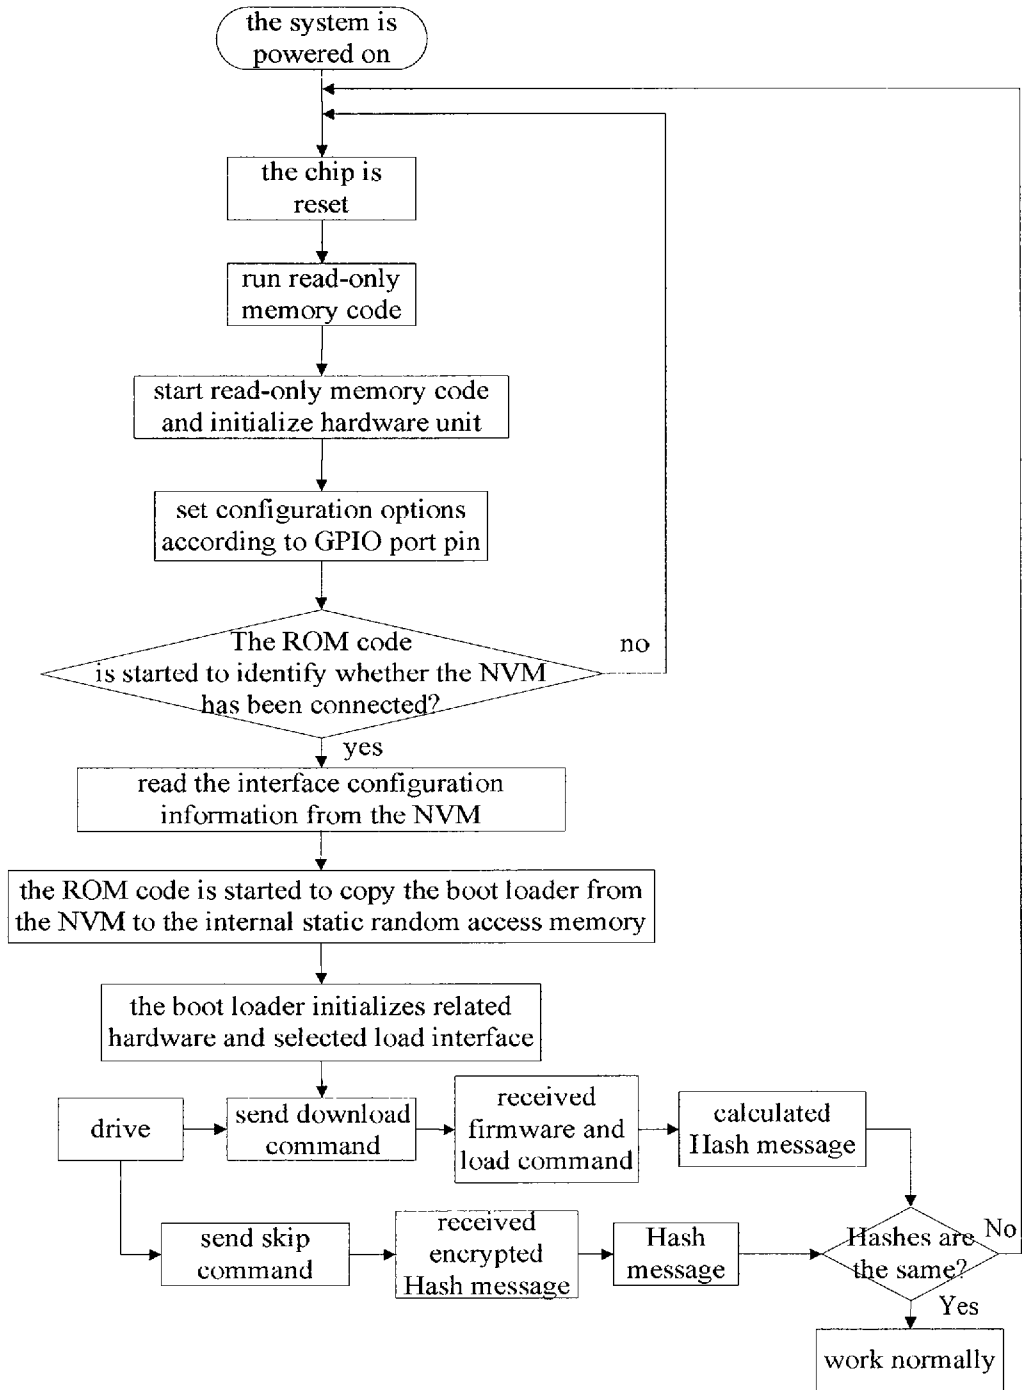 the system is
powered on
the chip is
reset
run read-only
memory code
start read-only memory code
and initialize hardware unit
set configuration options
according to GPIO port pin
The ROM code
is started to identify whether the NVM
has been connected?
no
yes
read the interface configuration
information from the NVM
the ROM code is started to copy the boot loader from
the NVM to the internal static random access memory
the boot loader initializes related
hardware and selected load interface
drive
send download
command
received
firmware and
load command
calculated
Hash message
send skip
command
received
encrypted
Hash message
Hash
message
Hashes are
the same?
No
Yes
work normally